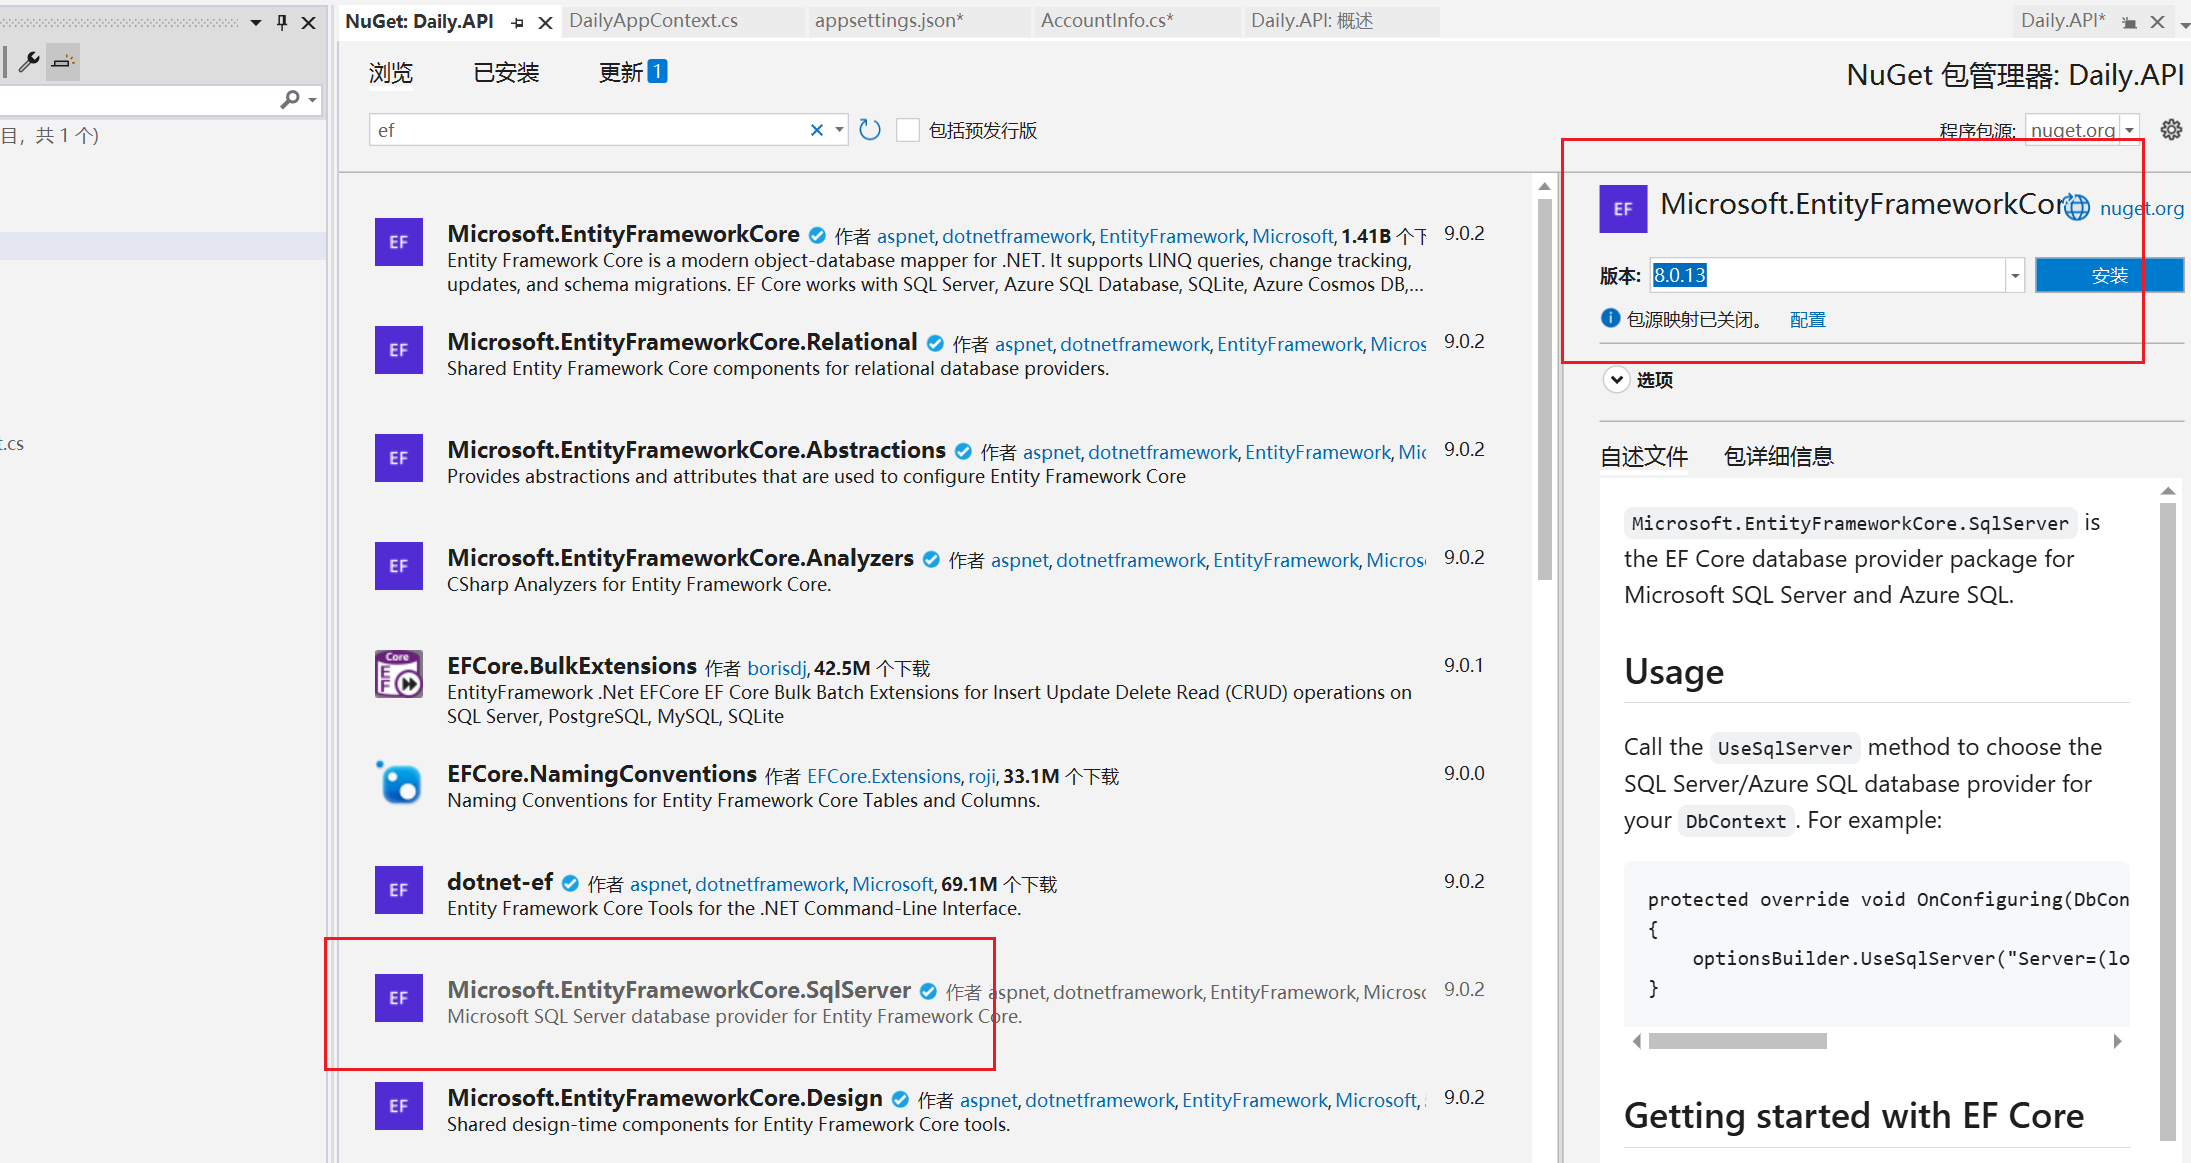 NuGet: Daily.API
DailyAppContext.cs
appsettings.json*
AccountInfo.cs*
Daily.API: 概述
Daily.API*
浏览
已安装
更新 1
NuGet 包管理器: Daily.API
ef
包括预发行版
程序包源: nuget.org
目，共 1 个)
t.cs
EF
Microsoft.EntityFrameworkCore 作者 aspnet, dotnetframework, EntityFramework, Microsoft, 1.41B 个下
9.0.2
Entity Framework Core is a modern object-database mapper for .NET. It supports LINQ queries, change tracking,
updates, and schema migrations. EF Core works with SQL Server, Azure SQL Database, SQLite, Azure Cosmos DB,...
EF
Microsoft.EntityFrameworkCore.Relational 作者 aspnet, dotnetframework, EntityFramework, Micros
9.0.2
Shared Entity Framework Core components for relational database providers.
EF
Microsoft.EntityFrameworkCore.Abstractions 作者 aspnet, dotnetframework, EntityFramework, Mic
9.0.2
Provides abstractions and attributes that are used to configure Entity Framework Core
EF
Microsoft.EntityFrameworkCore.Analyzers 作者 aspnet, dotnetframework, EntityFramework, Micros
9.0.2
CSharp Analyzers for Entity Framework Core.
Core
EF
EFCore.BulkExtensions 作者 borisdj, 42.5M 个下载
9.0.1
EntityFramework .Net EFCore EF Core Bulk Batch Extensions for Insert Update Delete Read (CRUD) operations on
SQL Server, PostgreSQL, MySQL, SQLite
EFCore.NamingConventions 作者 EFCore.Extensions, roji, 33.1M 个下载
9.0.0
Naming Conventions for Entity Framework Core Tables and Columns.
EF
dotnet-ef 作者 aspnet, dotnetframework, Microsoft, 69.1M 个下载
9.0.2
Entity Framework Core Tools for the .NET Command-Line Interface.
EF
Microsoft.EntityFrameworkCore.SqlServer 作者 aspnet, dotnetframework, EntityFramework, Microso
9.0.2
Microsoft SQL Server database provider for Entity Framework Core.
EF
Microsoft.EntityFrameworkCore.Design 作者 aspnet, dotnetframework, EntityFramework, Microsoft,
9.0.2
Shared design-time components for Entity Framework Core tools.
EF
Microsoft.EntityFrameworkCor
nuget.org
版本: 8.0.13
安装
包源映射已关闭。 配置
选项
自述文件
包详细信息
Microsoft.EntityFrameworkCore.SqlServer is
the EF Core database provider package for
Microsoft SQL Server and Azure SQL.
Usage
Call the UseSqlServer method to choose the
SQL Server/Azure SQL database provider for
your DbContext. For example:
protected override void OnConfiguring(DbCon
{
optionsBuilder.UseSqlServer("Server=(lo
}
Getting started with EF Core